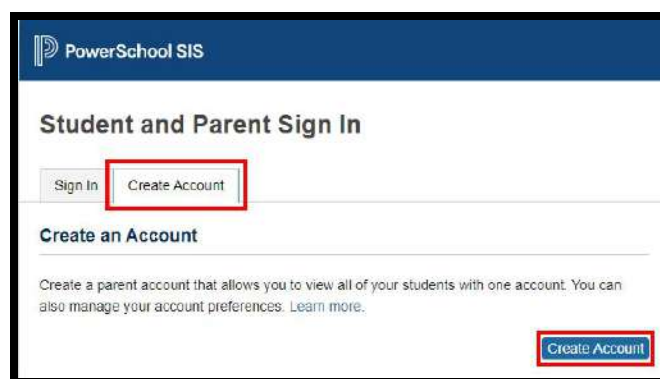 PowerSchool SIS
Student and Parent Sign In
Sign In
Create Account
Create an Account
Create a parent account that allows you to view all of your students with one account. You can
also manage your account preferences. Learn more.
Create Account